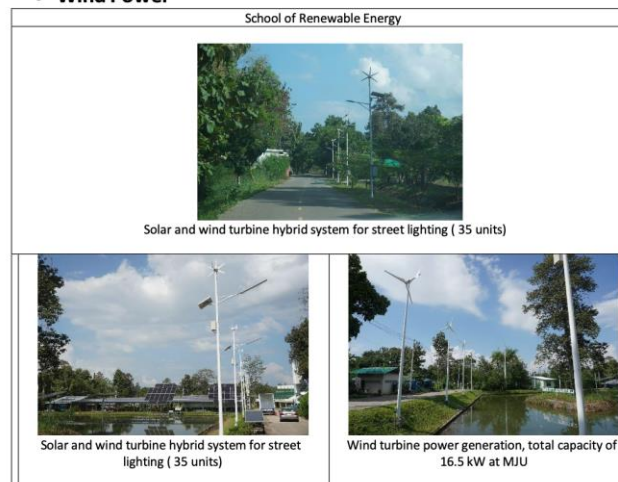 Wind Power
School of Renewable Energy
Solar and wind turbine hybrid system for street lighting ( 35 units)
Solar and wind turbine hybrid system for street
lighting ( 35 units)
Wind turbine power generation, total capacity of
16.5 kW at MJU